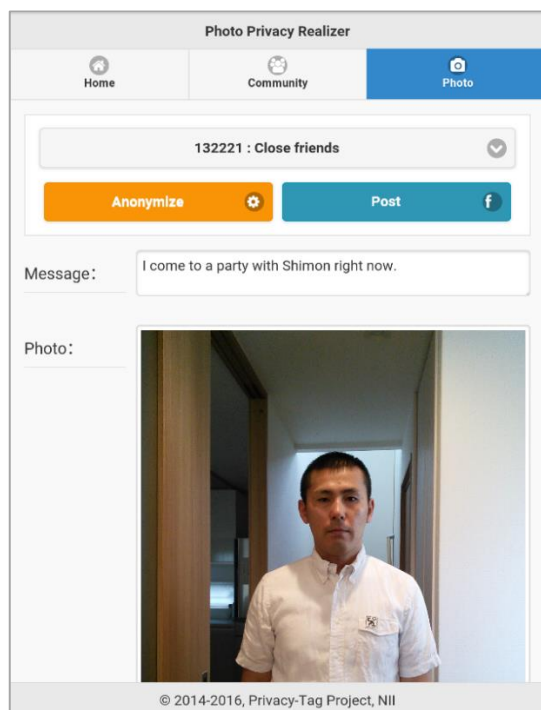 Photo Privacy Realizer
Home
Community
Photo
132221 : Close friends
Anonymize
Post
f
Message:
I come to a party with Shimon right now.
Photo:
© 2014-2016, Privacy-Tag Project, NII